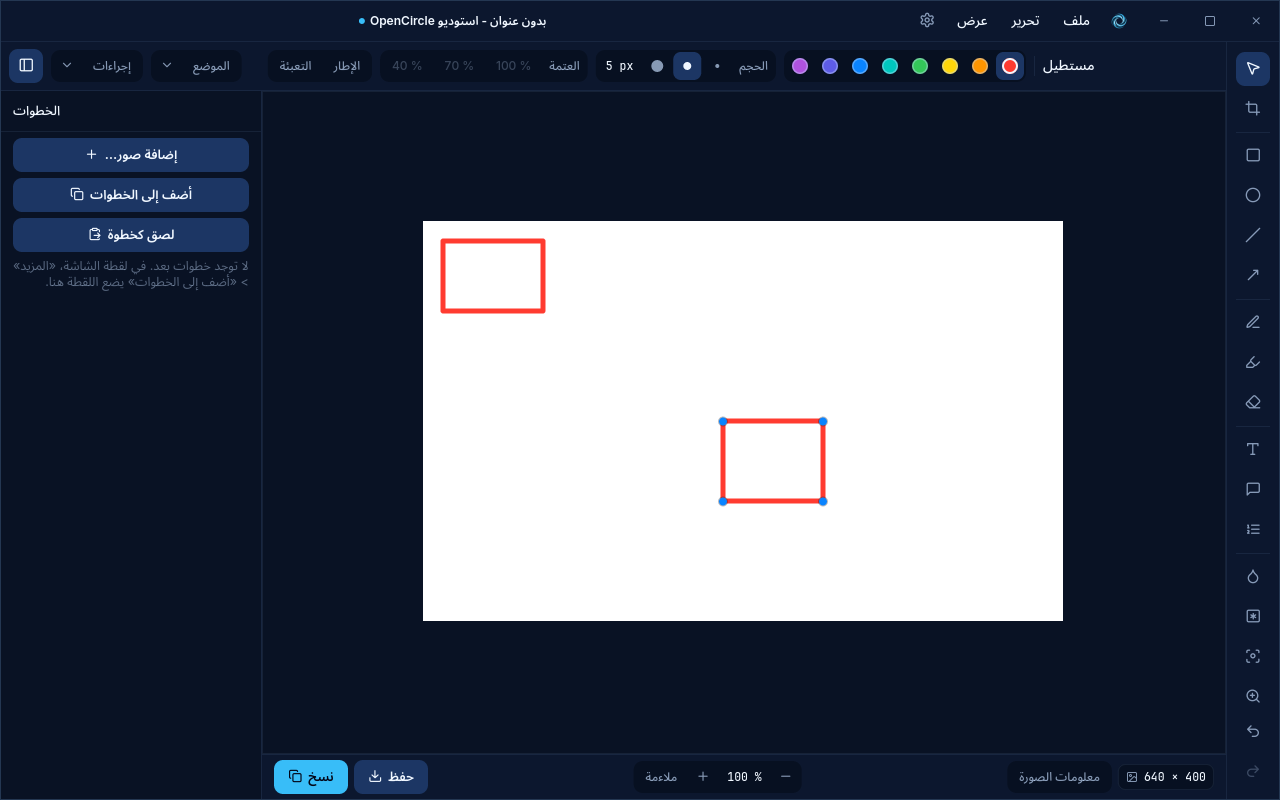 ملف
تحرير
عرض
بدون عنوان - استوديو OpenCircle
مستطيل
الحجم
5 px
العتمة
100 %
70 %
40 %
الإطار
التعبئة
الموضع
إجراءات
الخطوات
إضافة صور...
أضف إلى الخطوات
لصق كخطوة
لا توجد خطوات بعد. في لقطة الشاشة، «المزيد»
> «أضف إلى الخطوات» يضع اللقطة هنا.
640 × 400
معلومات الصورة
100 %
ملاءمة
حفظ
نسخ